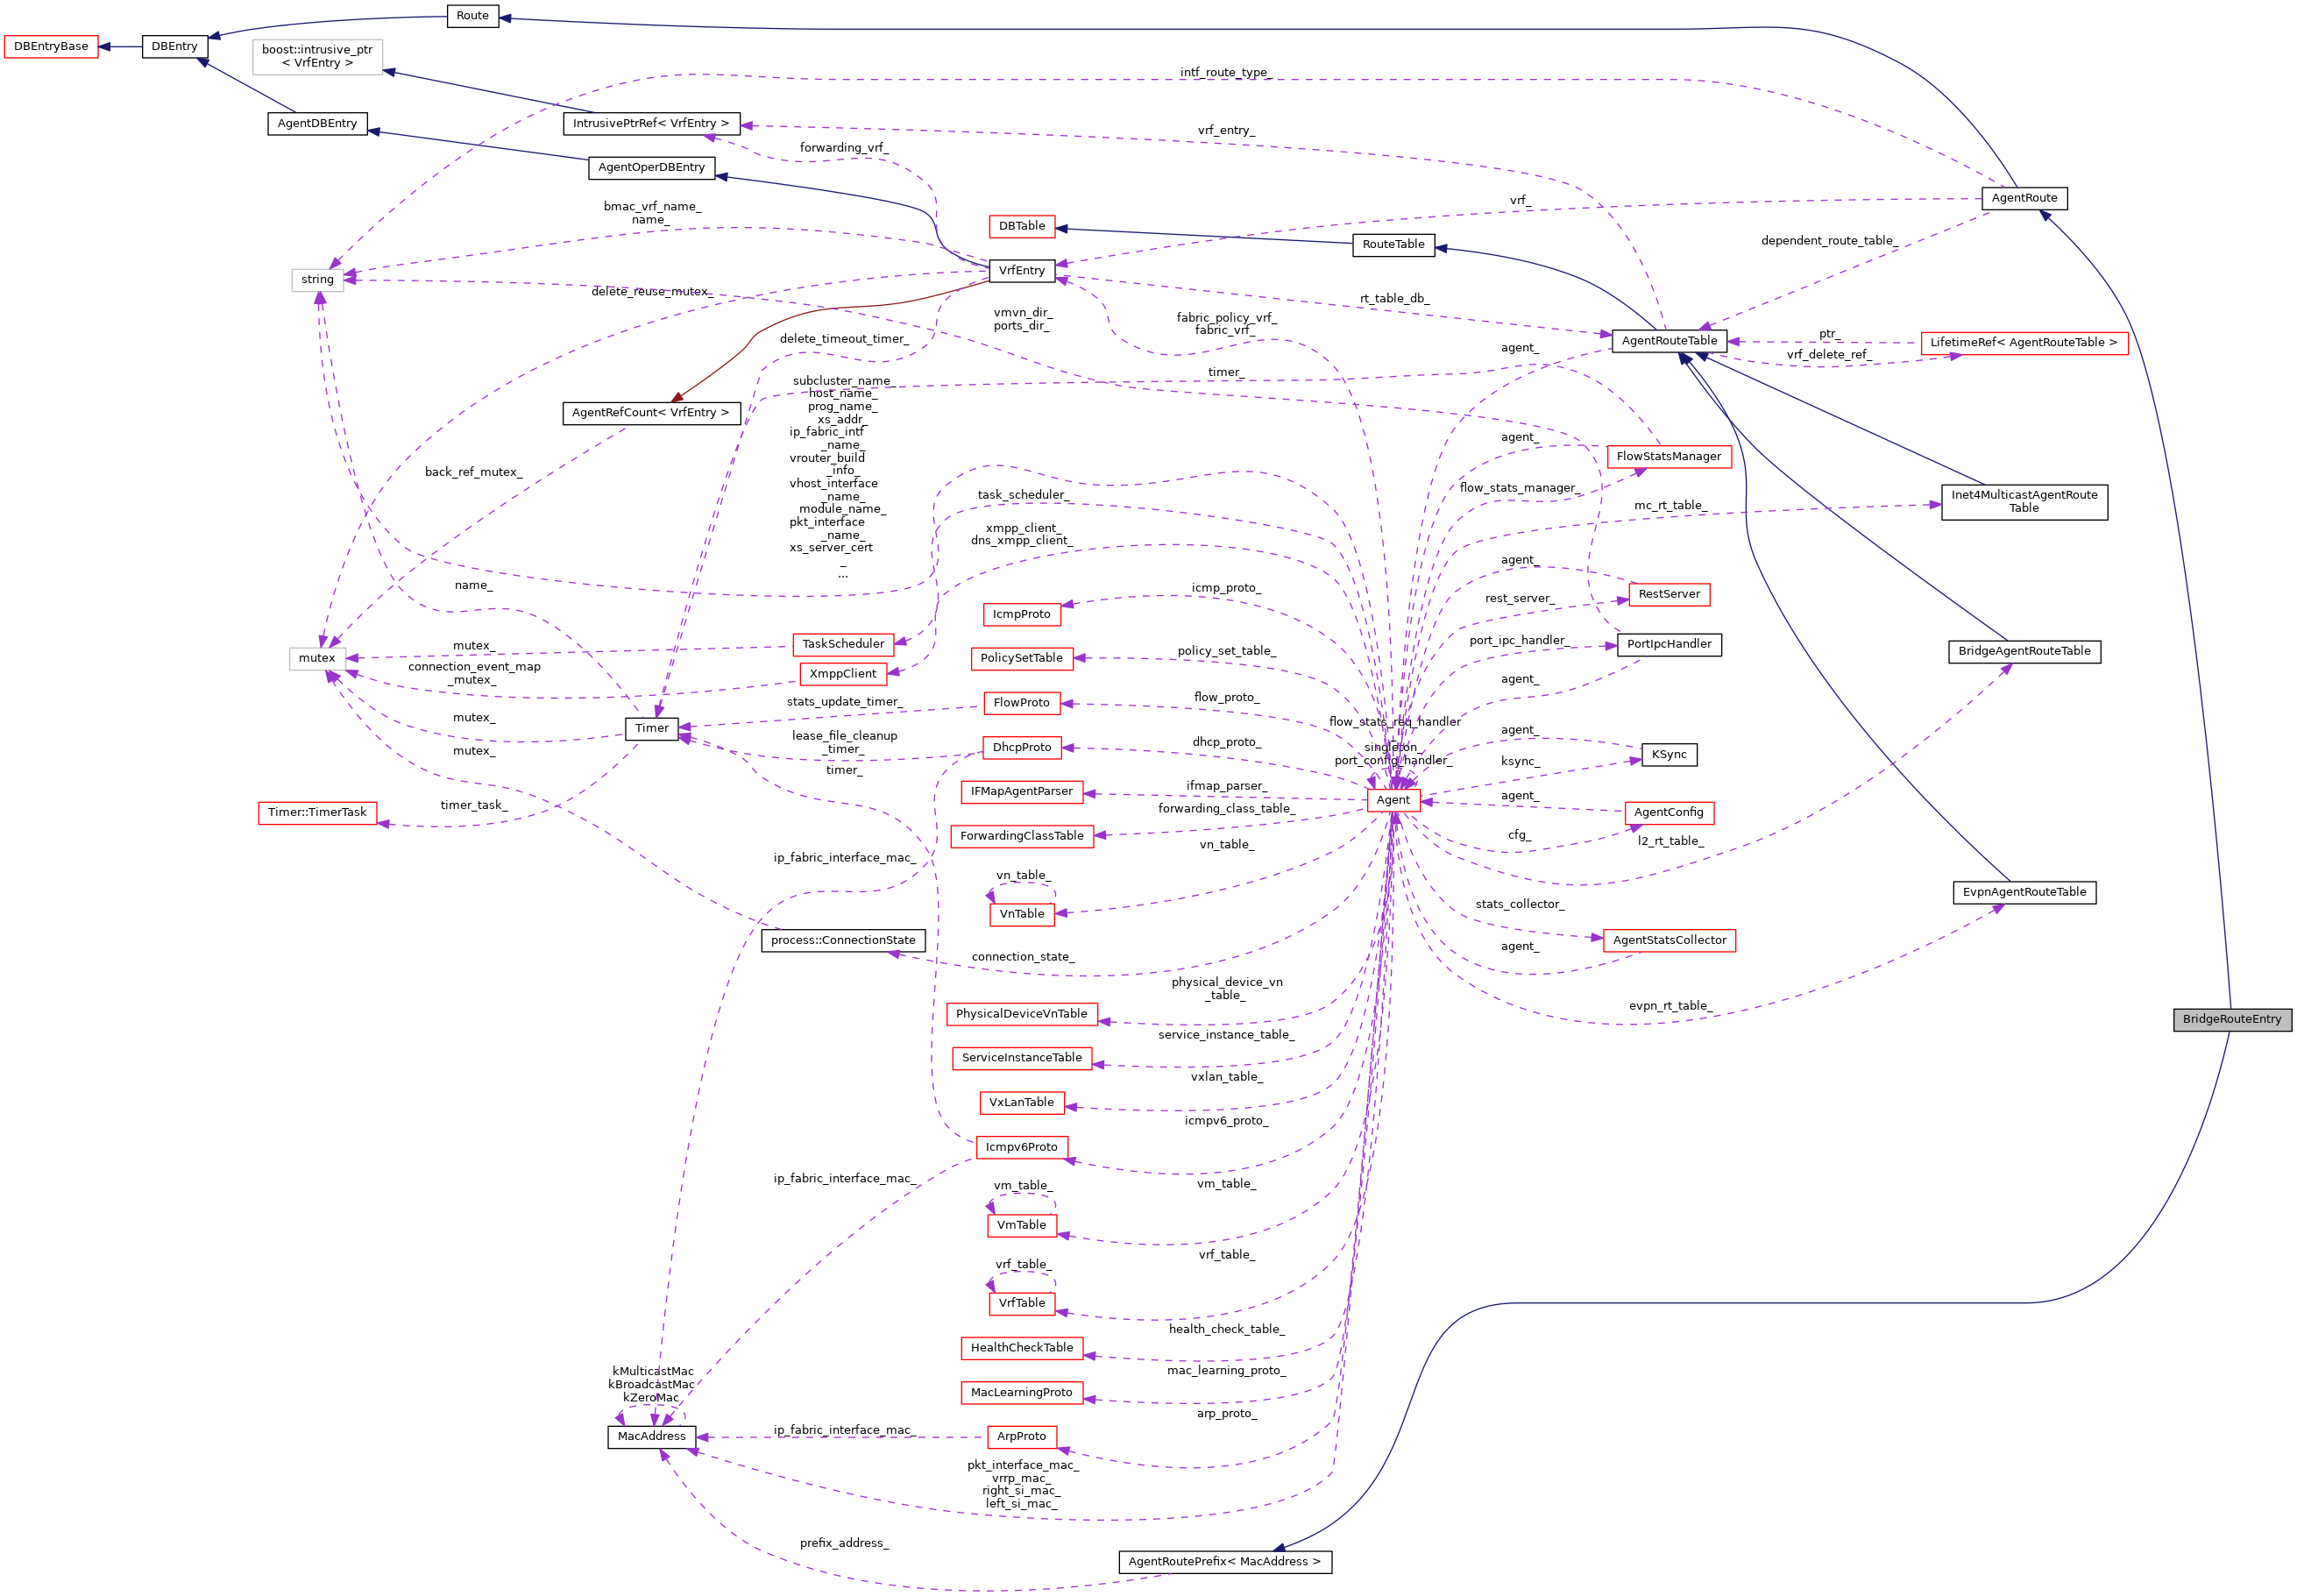 Route
DBEntryBase
DBEntry
boost::intrusive_ptr
< VrfEntry >
intf_route_type_
AgentDBEntry
IntrusivePtrRef< VrfEntry >
vrf_entry_
forwarding_vrf_
AgentOperDBEntry
AgentRoute
vrf_
bmac_vrf_name_
name_
DBTable
RouteTable
dependent_route_table_
string
VrfEntry
delete_reuse_mutex_
rt_table_db_
vmvn_dir_
ports_dir_
fabric_policy_vrf_
fabric_vrf_
delete_timeout_timer_
AgentRouteTable
ptr_
LifetimeRef< AgentRouteTable >
vrf_delete_ref_
agent_
timer_
subcluster_name_
host_name_
prog_name_
xs_addr_
ip_fabric_intf
_name_
vrouter_build
_info_
vhost_interface
_name_
module_name_
pkt_interface
_name_
xs_server_cert
_
...
AgentRefCount< VrfEntry >
agent_
FlowStatsManager
back_ref_mutex_
flow_stats_manager_
task_scheduler_
mc_rt_table_
Inet4MulticastAgentRoute
Table
xmpp_client_
dns_xmpp_client_
agent_
name_
icmp_proto_
IcmpProto
rest_server_
RestServer
mutex
mutex_
TaskScheduler
connection_event_map
_mutex_
XmppClient
PolicySetTable
policy_set_table_
port_ipc_handler_
PortIpcHandler
BridgeAgentRouteTable
agent_
stats_update_timer_
FlowProto
flow_proto_
mutex_
Timer
flow_stats_req_handler
_
singleton_
port_config_handler_
lease_file_cleanup
_timer_
DhcpProto
dhcp_proto_
agent_
KSync
ksync_
mutex_
timer_
IFMapAgentParser
ifmap_parser_
Agent
agent_
AgentConfig
Timer::TimerTask
timer_task_
forwarding_class_table_
ForwardingClassTable
cfg_
l2_rt_table_
vn_table_
ip_fabric_interface_mac_
vn_table_
VnTable
EvpnAgentRouteTable
stats_collector_
process::ConnectionState
connection_state_
AgentStatsCollector
agent_
physical_device_vn
_table_
PhysicalDeviceVnTable
evpn_rt_table_
BridgeRouteEntry
service_instance_table_
ServiceInstanceTable
vxlan_table_
VxLanTable
icmpv6_proto_
Icmpv6Proto
ip_fabric_interface_mac_
vm_table_
vm_table_
VmTable
vrf_table_
vrf_table_
VrfTable
health_check_table_
HealthCheckTable
kMulticastMac
kBroadcastMac
kZeroMac
mac_learning_proto_
MacLearningProto
arp_proto_
MacAddress
ip_fabric_interface_mac_
ArpProto
pkt_interface_mac_
vrrp_mac_
right_si_mac_
left_si_mac_
prefix_address_
AgentRoutePrefix< MacAddress >